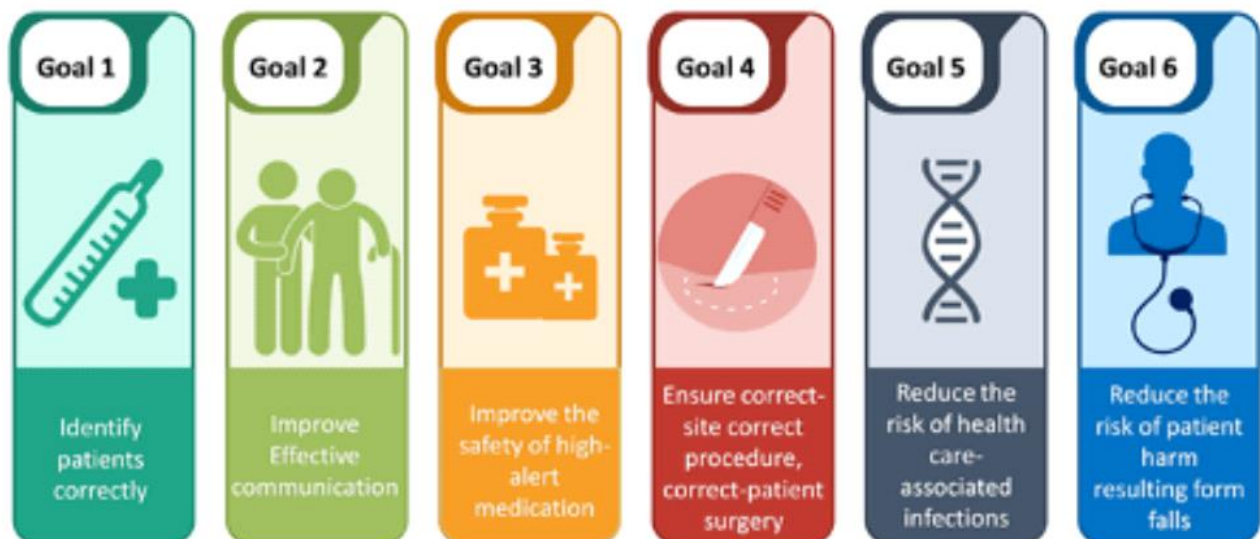 Goal 1
Identify
patients
correctly
Goal 2
Improve
Effective
communication
Goal 3
Improve the
safety of high-
alert
medication
Goal 4
Ensure correct-
site correct
procedure,
correct-patient
surgery
Goal 5
Reduce the
risk of health
care-
associated
infections
Goal 6
Reduce the
risk of patient
harm
resulting form
falls